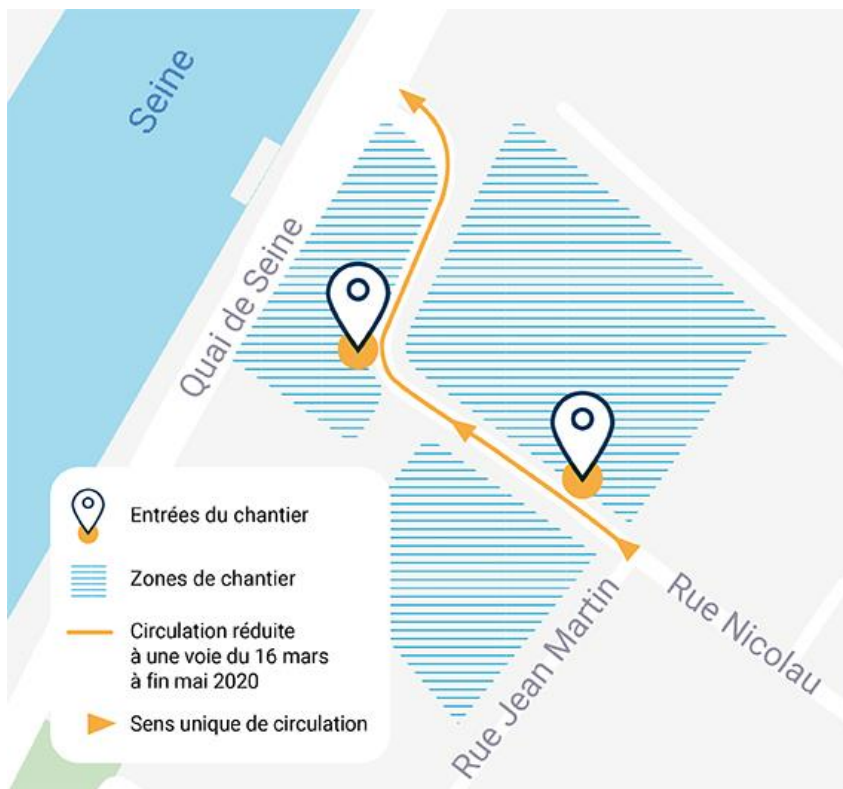 Seine
Quai de Seine
Entrées du chantier
Zones de chantier
Circulation réduite
à une voie du 16 mars
à fin mai 2020
Sens unique de circulation
Rue Jean Martin
Rue Nicolau